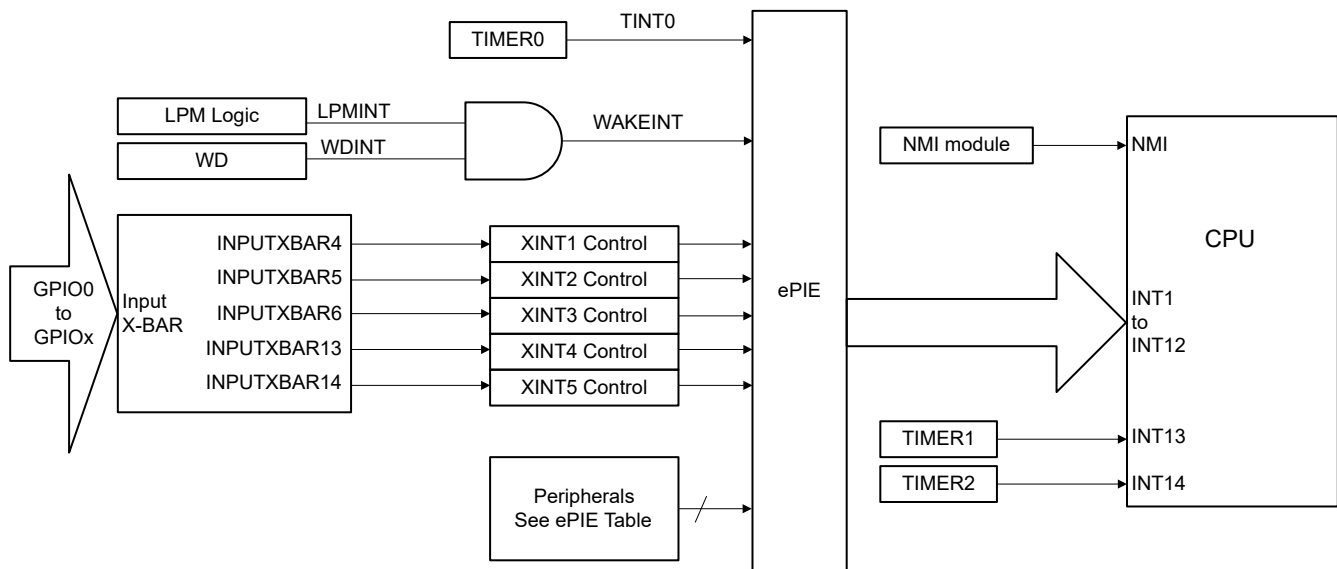 TINT0
TIMER0
LPM Logic
LPMINT
WD
WDINT
WAKEINT
GPIO0
to
GPIOx
Input
X-BAR
INPUTXBAR4
INPUTXBAR5
INPUTXBAR6
INPUTXBAR13
INPUTXBAR14
XINT1 Control
XINT2 Control
XINT3 Control
XINT4 Control
XINT5 Control
Peripherals
See ePIE Table
ePIE
NMI module
NMI
CPU
INT1
to
INT12
TIMER1
INT13
TIMER2
INT14